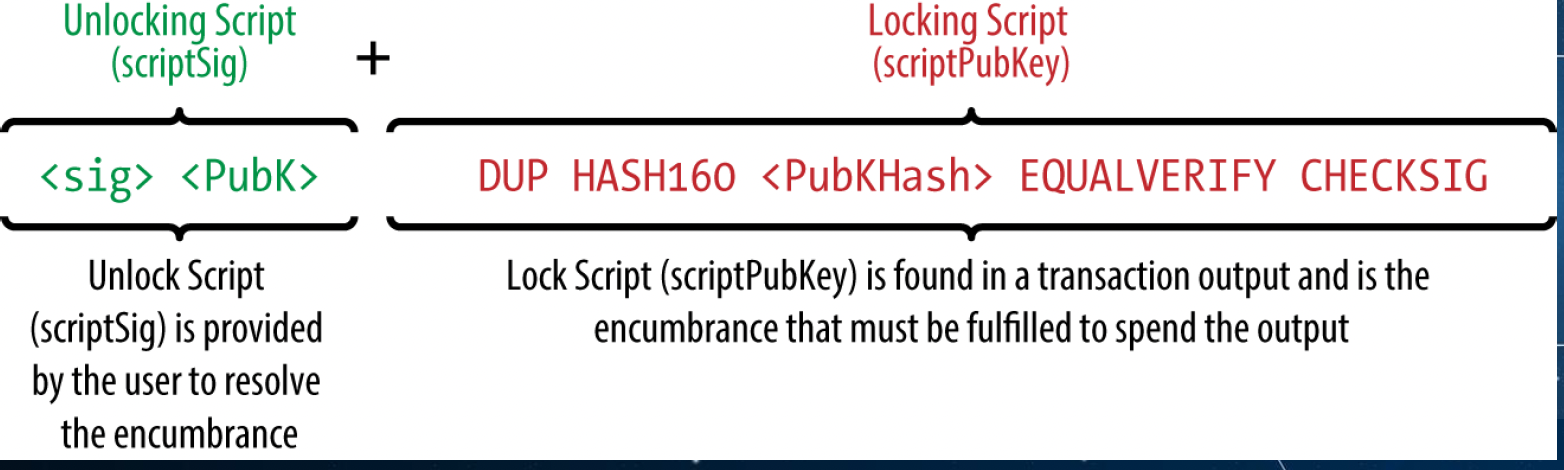 Unlocking Script
(scriptSig)
+
Locking Script
(scriptPubKey)
<sig> <PubK>
DUP HASH160 <PubKHash> EQUALVERIFY CHECKSIG
Unlock Script
(scriptSig) is provided
by the user to resolve
the encumbrance
Lock Script (scriptPubKey) is found in a transaction output and is the
encumbrance that must be fulfilled to spend the output